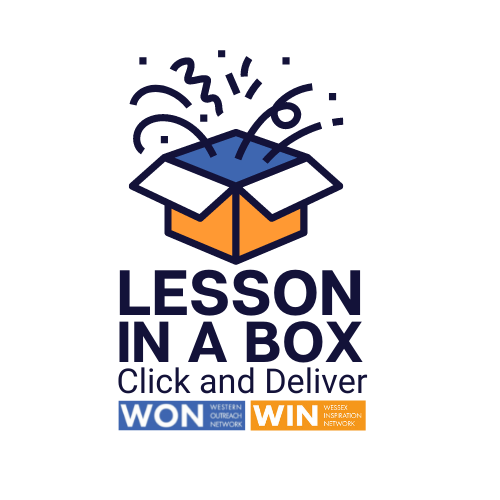 LESSON
IN A BOX
Click and Deliver
WON WESTERN OUTREACH NETWORK
WIN WESSEX INSPIRATION NETWORK